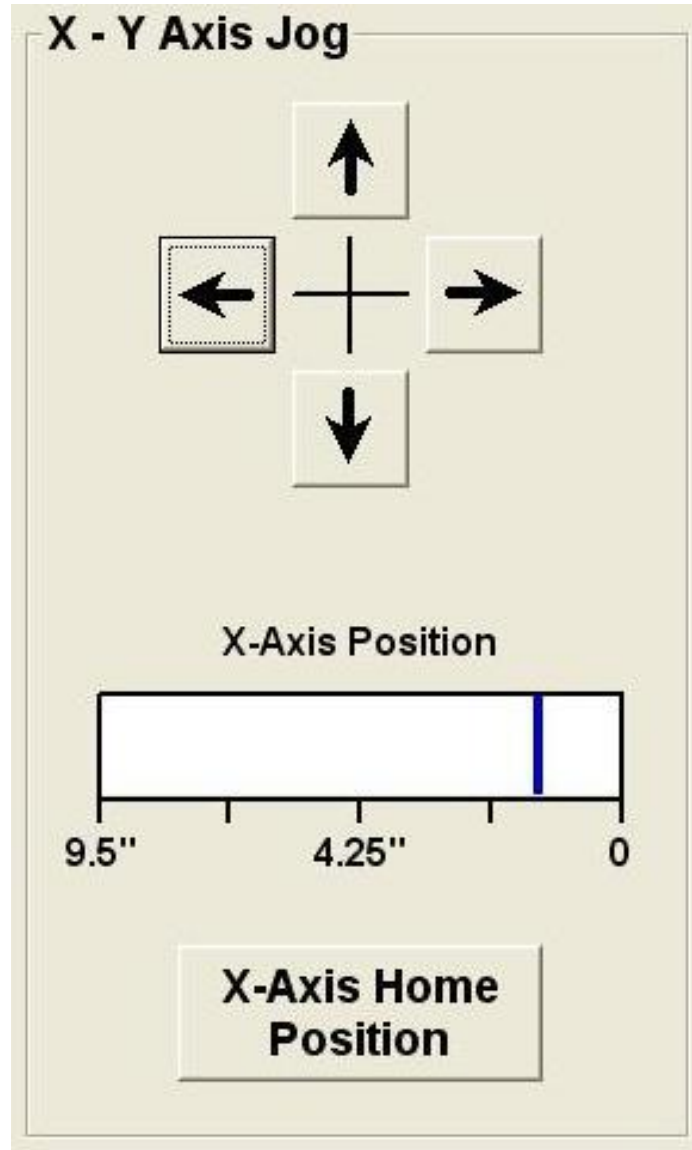 X - Y Axis Jog
X-Axis Position
9.5" 4.25" 0
X-Axis Home
Position